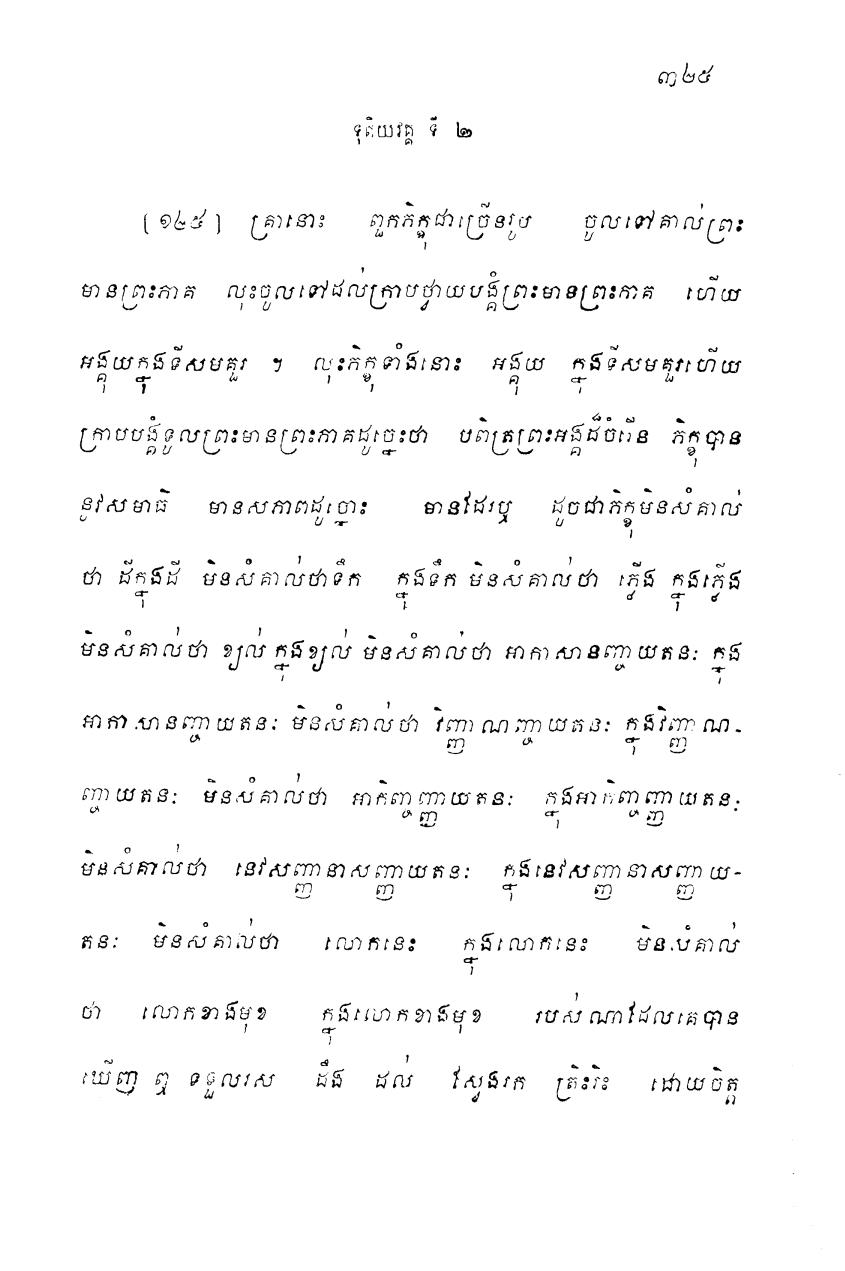 ៣២៥
ទុតិយវគ្គ ទី ២
[១៤៥] គ្រានោះ ពួកភិក្ខុជាច្រើនរូប ចូលទៅគាល់ព្រះ
មានព្រះភាគ លុះចូលទៅដល់ក្រាបថ្វាយបង្គំព្រះមានព្រះភាគ ហើយ
អង្គុយក្នុងទីសមគួរ ។ លុះភិក្ខុទាំងនោះ អង្គុយ ក្នុងទីសមគួរហើយ
ក្រាបបង្គំទូលព្រះមានព្រះភាគដូច្នេះថា បពិត្រព្រះអង្គដ៏ចំរើន ភិក្ខុបាន
នូវសមាធិ មានសភាពដូច្នោះ មានដែរឬ ដូចជាភិក្ខុមិនសំគាល់
ថា ដីក្នុងដី មិនសំគាល់ថាទឹក ក្នុងទឹក មិនសំគាល់ថា ភ្លើង ក្នុងភ្លើង
មិនសំគាល់ថា ខ្យល់ ក្នុងខ្យល់ មិនសំគាល់ថា អាកាសានញ្ចាយតនៈ ក្នុង
អាកាសានញ្ចាយតនៈ មិនសំគាល់ថា វិញ្ញាណញ្ចាយតនៈ ក្នុងវិញ្ញាណ-
ញ្ចាយតនៈ មិនសំគាល់ថា អាកិញ្ចញ្ញាយតនៈ ក្នុងអាកិញ្ចញ្ញាយតនៈ
មិនសំគាល់ថា នេវសញ្ញានាសញ្ញាយតនៈ ក្នុងនេវសញ្ញានាសញ្ញាយ-
តនៈ មិនសំគាល់ថា លោកនេះ ក្នុងលោកនេះ មិនសំគាល់
ថា លោកខាងមុខ ក្នុងលោកខាងមុខ របស់ណាដែលគេបាន
ឃើញ ឮ ទទួលរស ដឹង ដល់ ស្វែងរក ត្រិះរិះ ដោយចិត្ត